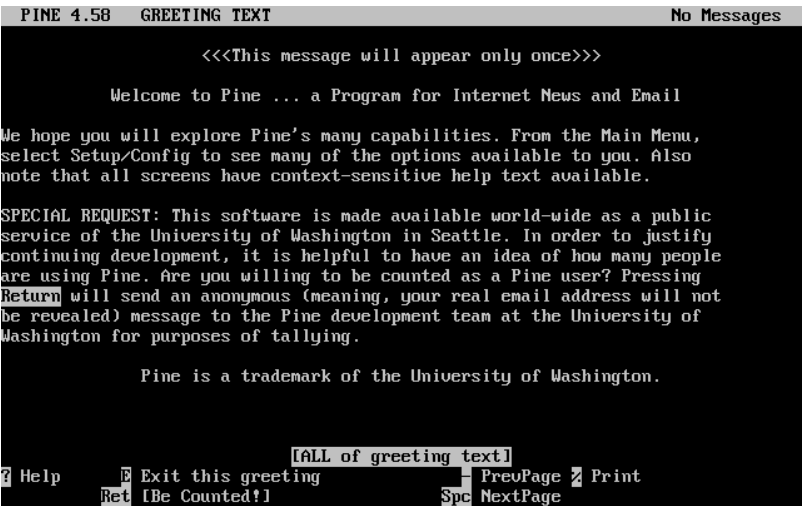 PINE 4.58 GREETING TEXT No Messages
<<<This message will appear only once>>>
Welcome to Pine ... a Program for Internet News and Email
We hope you will explore Pine's many capabilities. From the Main Menu,
select Setup/Config to see many of the options available to you. Also
note that all screens have context-sensitive help text available.
SPECIAL REQUEST: This software is made available world-wide as a public
service of the University of Washington in Seattle. In order to justify
continuing development, it is helpful to have an idea of how many people
are using Pine. Are you willing to be counted as a Pine user? Pressing
Return will send an anonymous (meaning, your real email address will not
be revealed) message to the Pine development team at the University of
Washington for purposes of tallying.
Pine is a trademark of the University of Washington.
[ALL of greeting text]
? Help E Exit this greeting - PrevPage % Print
Ret [Be Counted!] Spc NextPage